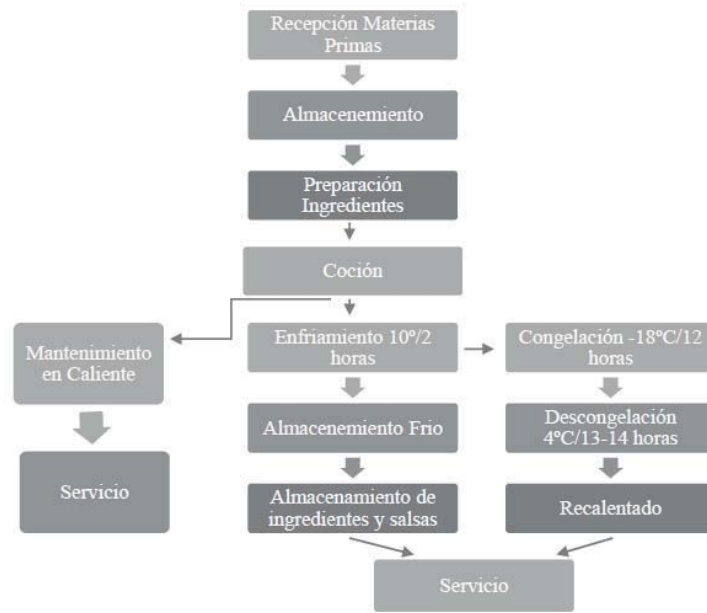 Recepción Materias
Primas
Almacenemiento
Preparación
Ingredientes
Coción
Mantenimiento
en Caliente
Enfriamiento 10º/2
horas
Congelación -18ºC/12
horas
Almacenemiento Frio
Descongelación
4ºC/13-14 horas
Servicio
Almacenamiento de
ingredientes y salsas
Recalentado
Servicio